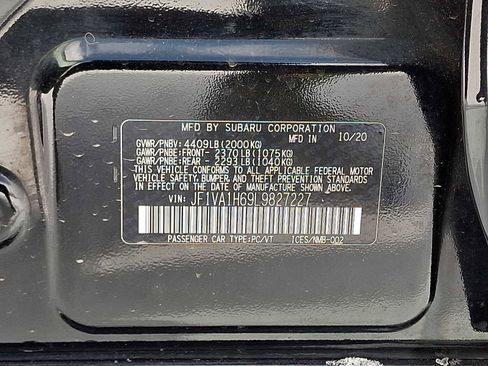 MFD BY SUBARU CORPORATION
MFD IN 10/20
GVWR/PNBV: 4409LB(2000KG)
GAWR/PNBE:FRONT- 2370LB(1075KG)
GAWR/PNBE:REAR - 2293LB(1040KG)
THIS VEHICLE CONFORMS TO ALL APPLICABLE FEDERAL MOTOR
VEHICLE SAFETY, BUMPER, AND THEFT PREVENTION STANDARDS
IN EFFECT ON THE DATE OF MANUFACTURE SHOWN ABOVE.
VIN: JF1VA1H69L9827227
PASSENGER CAR TYPE:PC/VT ICES/NMB-002